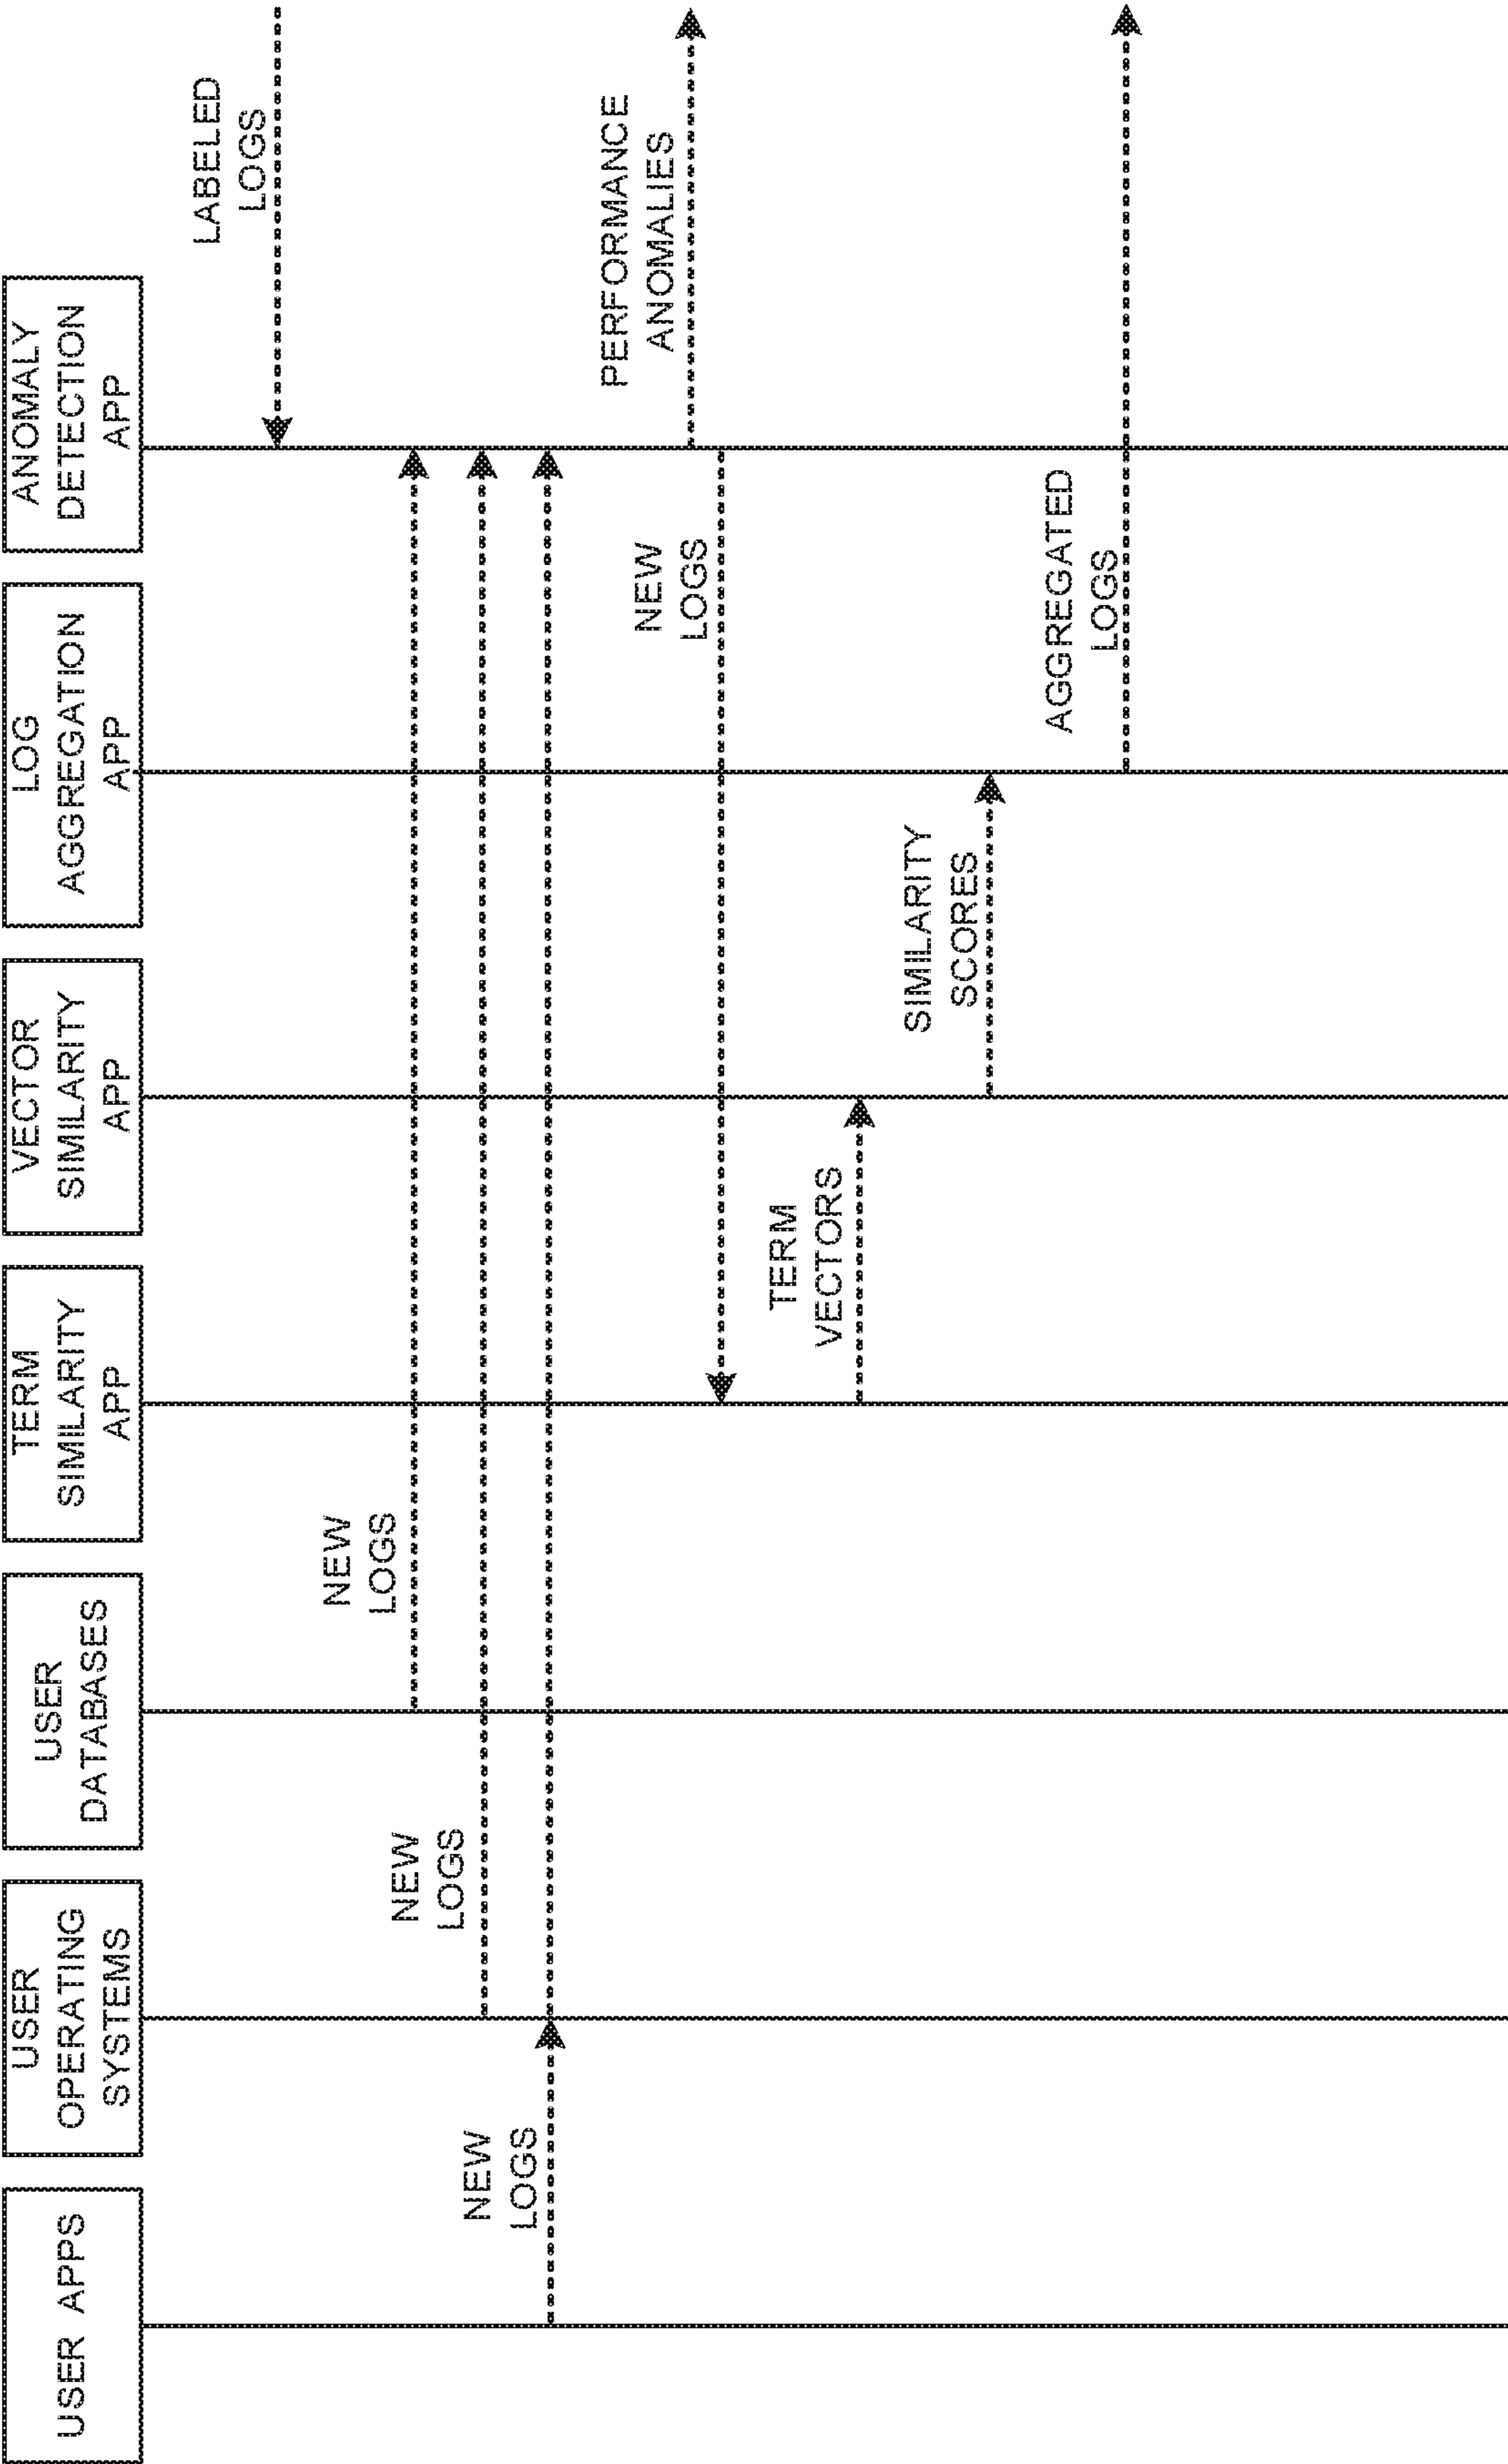 USER APPS
USER
OPERATING
SYSTEMS
USER
DATABASES
TERM
SIMILARITY
APP
VECTOR
SIMILARITY
APP
LOG
AGGREGATION
APP
ANOMALY
DETECTION
APP
LABELED
LOGS
NEW
LOGS
NEW
LOGS
NEW
LOGS
PERFORMANCE
ANOMALIES
NEW
LOGS
TERM
VECTORS
SIMILARITY
SCORES
AGGREGATED
LOGS